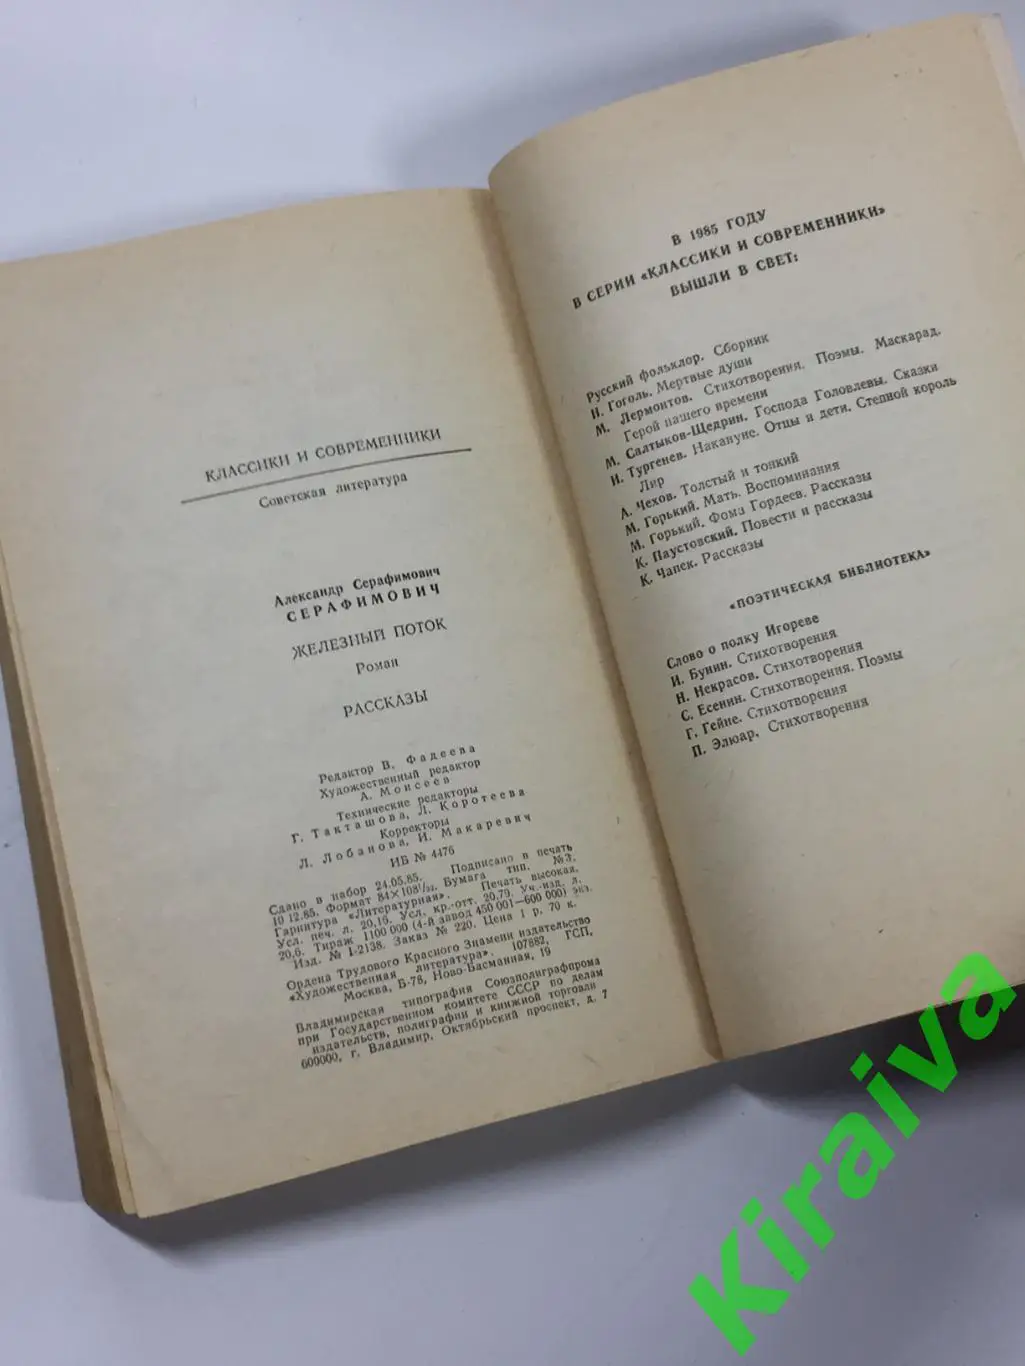 КЛАССИКИ И СОВРЕМЕННИКИ
Советская литература
Александр Серафимович
СЕРАФИМОВИЧ
ЖЕЛЕЗНЫЙ ПОТОК
Роман
РАССКАЗЫ
Редактор В. Фадеева
Художественный редактор
А. Моисеев
Технические редакторы
Г. Такташова, Л. Коротеева
Корректоры
Л. Лобанова, И. Макаревич
ИБ № 4476
Сдано в набор 24.05.85. Подписано в печать
10 12.85. Формат 84×108¹/₃₂. Бумага тип. № 3.
Гарнитура «Литературная». Печать высокая.
Усл. печ. л. 20,16. Усл. кр.-отт. 20,79. Уч.-изд. л.
20,6. Тираж 1100 000 (4-й завод 450 001—600 000) экз.
Изд. № I-2138. Заказ № 220. Цена 1 р. 70 к.
Ордена Трудового Красного Знамени издательство
«Художественная литература». 107882, ГСП,
Москва, Б-78, Ново-Басманная, 19
Владимирская типография Союзполиграфпрома
при Государственном комитете СССР по делам
издательств, полиграфии и книжной торговли
600000, г. Владимир, Октябрьский проспект, д. 7
В 1985 ГОДУ
В СЕРИИ «КЛАССИКИ И СОВРЕМЕННИКИ»
ВЫШЛИ В СВЕТ:
Русский фольклор. Сборник
Н. Гоголь. Мертвые души
М. Лермонтов. Стихотворения. Поэмы. Маскарад.
Герой нашего времени
М. Салтыков-Щедрин. Господа Головлевы. Сказки
И. Тургенев. Накануне. Отцы и дети. Степной король
Лир
А. Чехов. Толстый и тонкий
М. Горький. Мать. Воспоминания
М. Горький. Фома Гордеев. Рассказы
К. Паустовский. Повести и рассказы
К. Чапек. Рассказы
«ПОЭТИЧЕСКАЯ БИБЛИОТЕКА»
Слово о полку Игореве
И. Бунин. Стихотворения
Н. Некрасов. Стихотворения
С. Есенин. Стихотворения. Поэмы
Г. Гейне. Стихотворения
П. Элюар. Стихотворения
Kiraiva